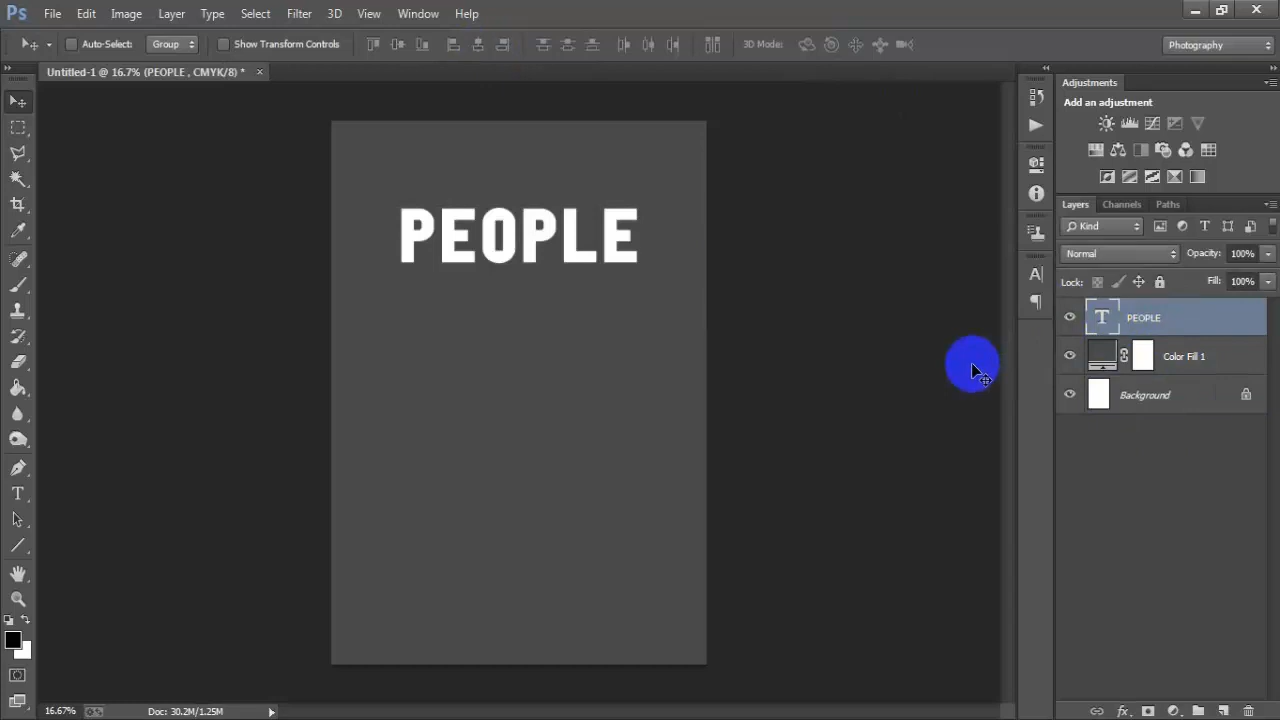 Ps File Edit Image Layer Type Select Filter 3D View Window Help
Auto-Select: Group Show Transform Controls 3D Mode: Photography
Untitled-1 @ 16.7% (PEOPLE , CMYK/8) * ×
Adjustments
Add an adjustment
Layers Channels Paths
Kind
Normal Opacity: 100%
Lock: Fill: 100%
T PEOPLE
Color Fill 1
Background
PEOPLE
16.67% Doc: 30.2M/1.25M